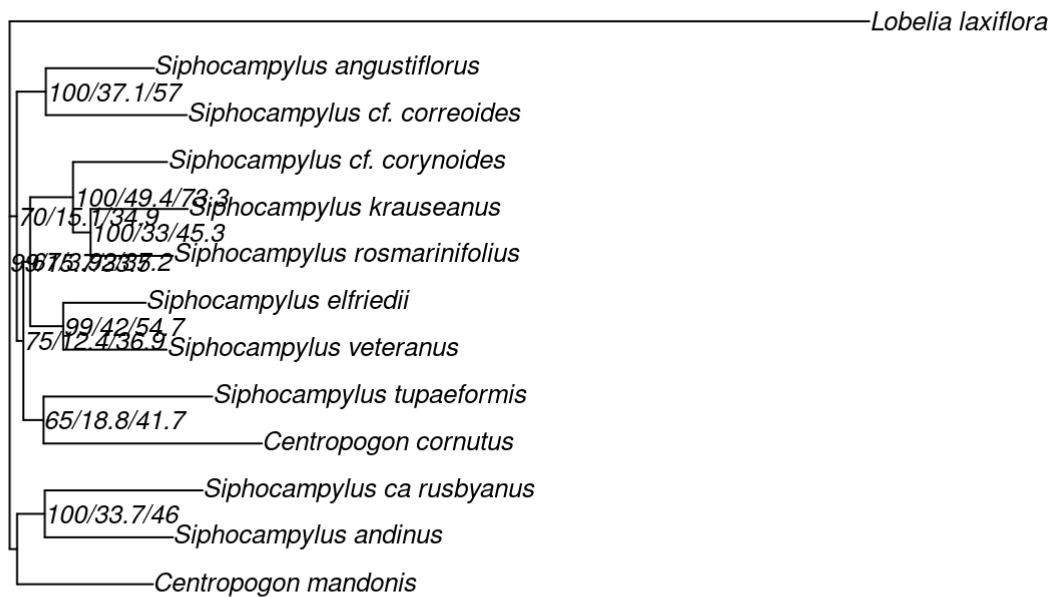 Lobelia laxiflora
Siphocampylus angustiflorus
100/37.1/57
Siphocampylus cf. correoides
Siphocampylus cf. corynoides
100/49.4/73.3
Siphocampylus krauseanus
70/15.1/34.9
100/33/45.3
Siphocampylus rosmarinifolius
Siphocampylus elfriedii
99/42/54.7
75/12.4/36.9
Siphocampylus veteranus
Siphocampylus tupaeformis
65/18.8/41.7
Centropogon cornutus
Siphocampylus ca rusbyanus
100/33.7/46
Siphocampylus andinus
Centropogon mandonis